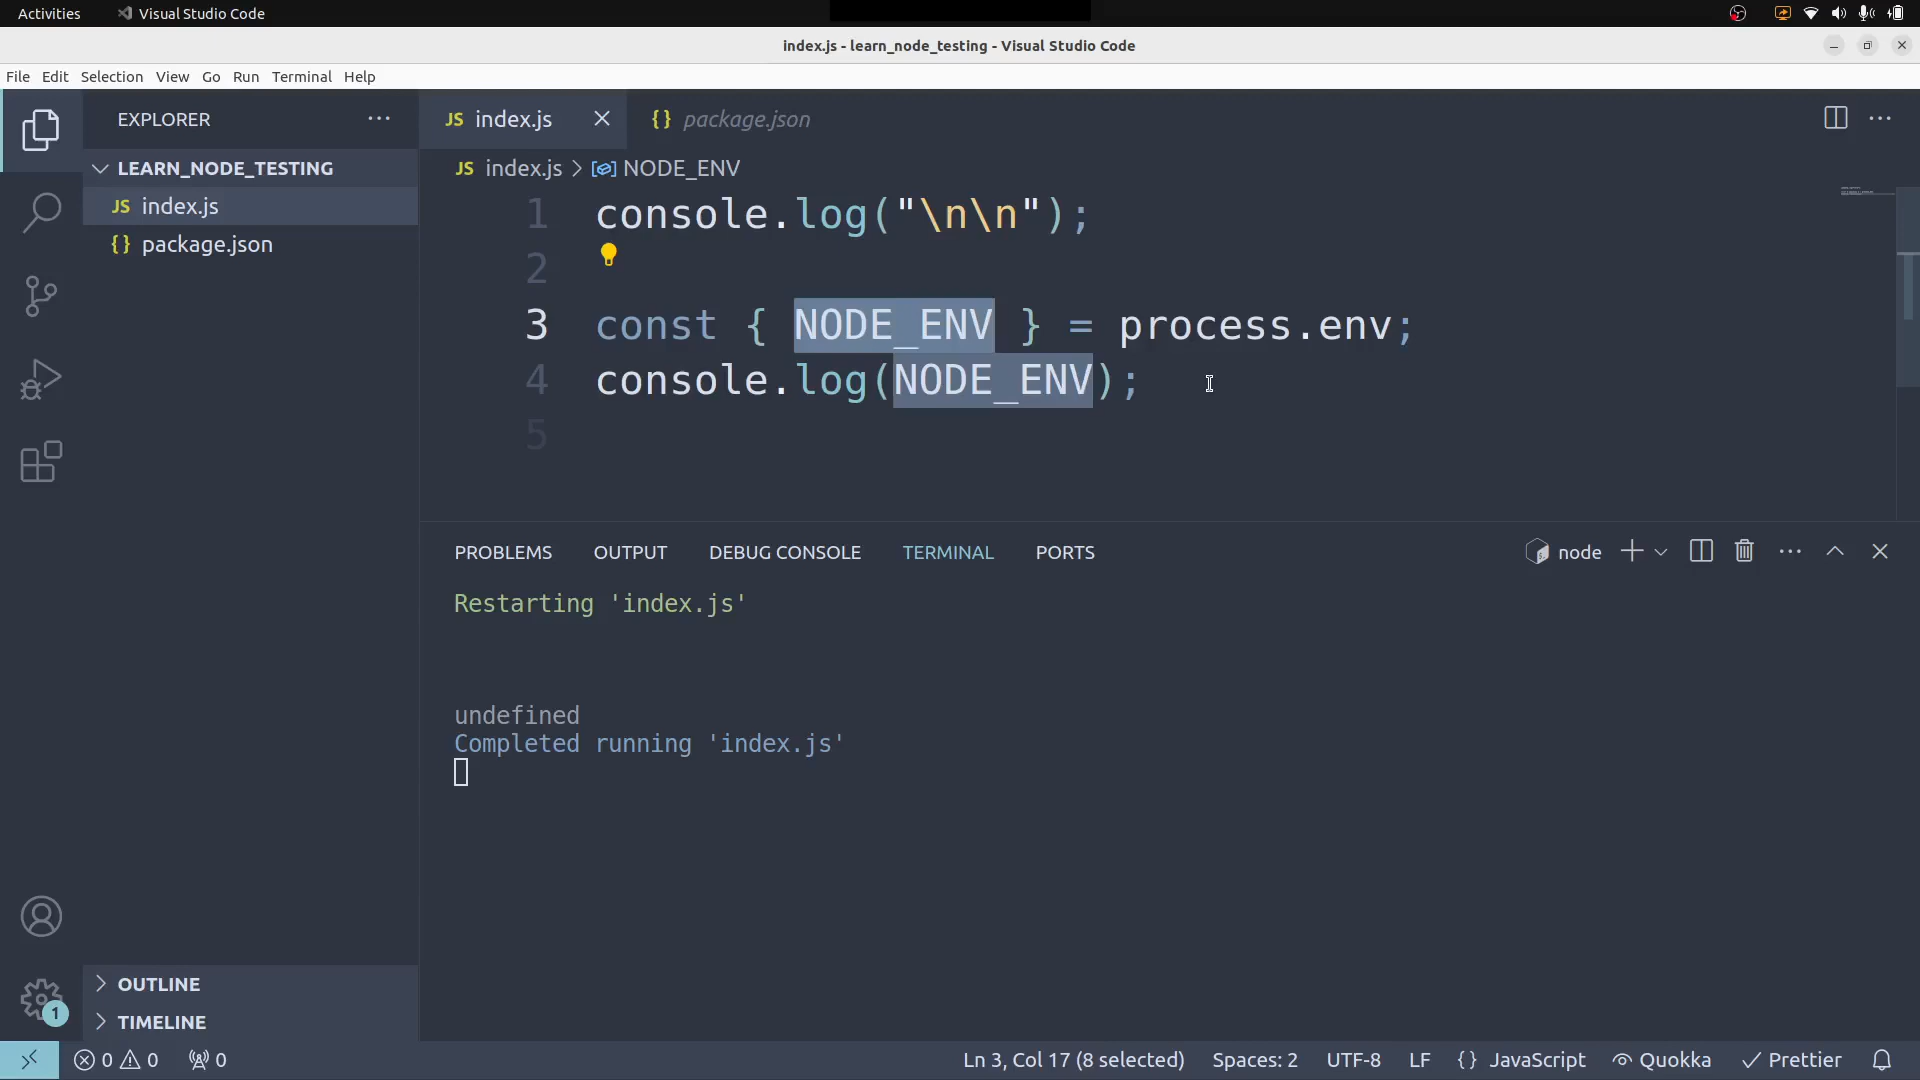 Activities
Visual Studio Code
index.js - learn_node_testing - Visual Studio Code
File Edit Selection View Go Run Terminal Help
EXPLORER
LEARN_NODE_TESTING
JS index.js
{} package.json
OUTLINE
TIMELINE
1
JS index.js
{} package.json
JS index.js > NODE_ENV
1 console.log("\n\n");
2
3 const { NODE_ENV } = process.env;
4 console.log(NODE_ENV);
5
PROBLEMS OUTPUT DEBUG CONSOLE TERMINAL PORTS
node
Restarting 'index.js'
undefined
Completed running 'index.js'
0 0 0
Ln 3, Col 17 (8 selected) Spaces: 2 UTF-8 LF {} JavaScript Quokka Prettier